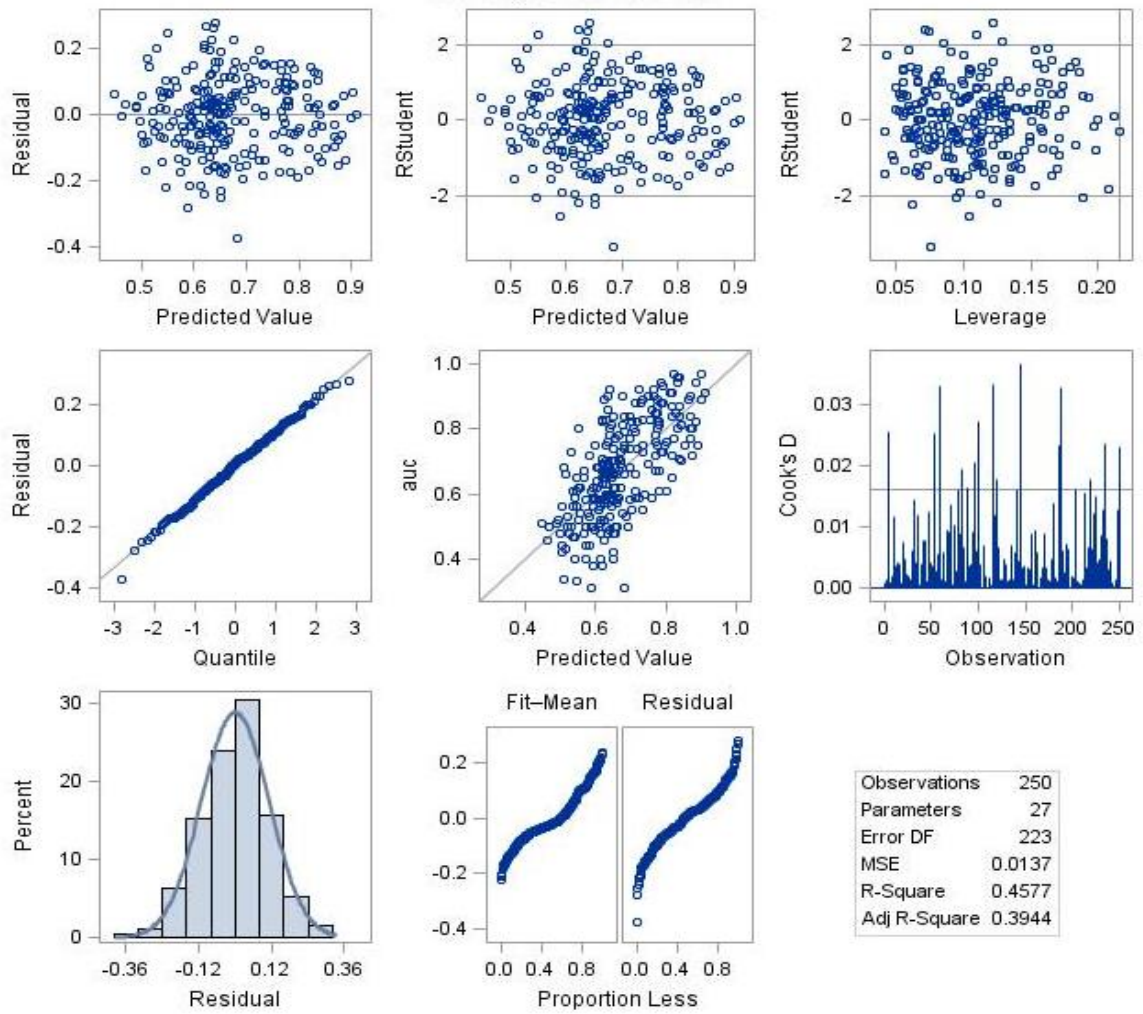 0.2
0.0
-0.2
-0.4
Residual
0.5 0.6 0.7 0.8 0.9
Predicted Value
2
0
-2
RStudent
0.5 0.6 0.7 0.8 0.9
Predicted Value
2
0
-2
RStudent
0.05 0.10 0.15 0.20
Leverage
0.2
0.0
-0.2
-0.4
Residual
-3 -2 -1 0 1 2 3
Quantile
1.0
0.8
0.6
0.4
auc
0.4 0.6 0.8 1.0
Predicted Value
0.03
0.02
0.01
0.00
Cook's D
0 50 100 150 200 250
Observation
30
20
10
0
Percent
-0.36 -0.12 0.12 0.36
Residual
Fit–Mean Residual
0.2
0.0
-0.2
-0.4
0.0 0.4 0.8 0.0 0.4 0.8
Proportion Less
Observations 250
Parameters 27
Error DF 223
MSE 0.0137
R-Square 0.4577
Adj R-Square 0.3944